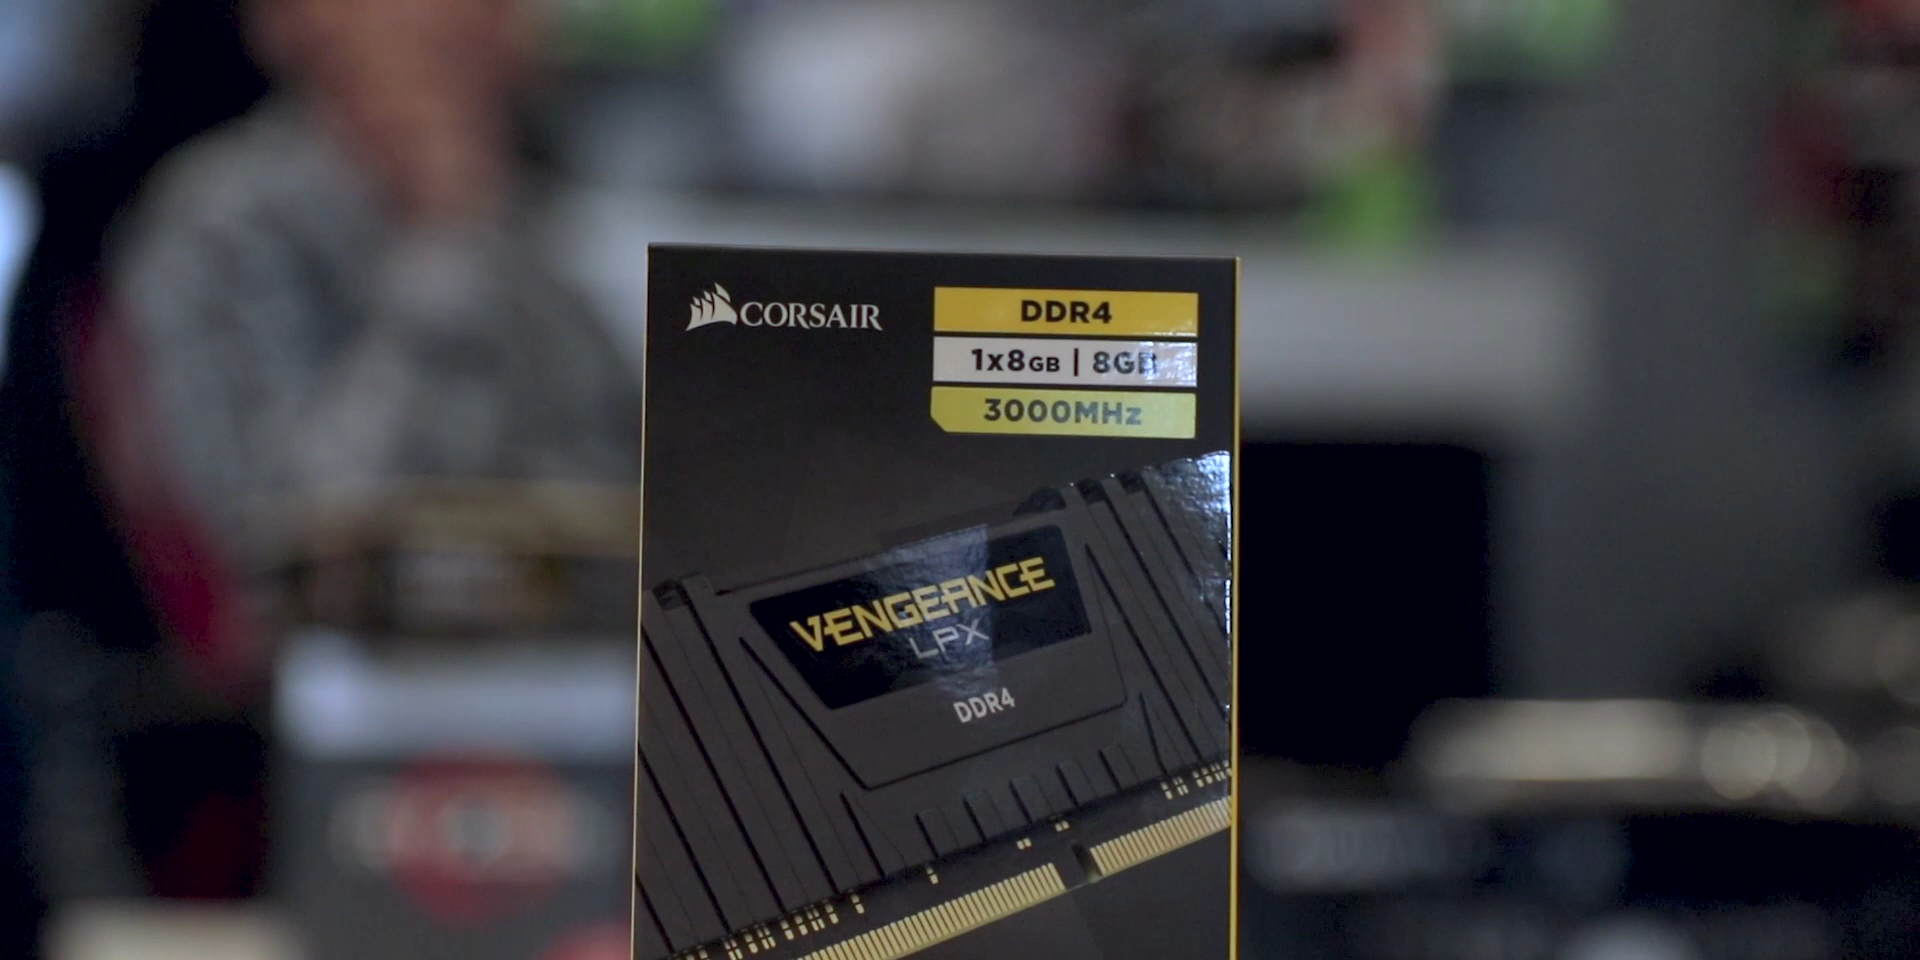 CORSAIR
DDR4
1x8GB | 8GB
3000MHz
VENGEANCE
LPX
DDR4